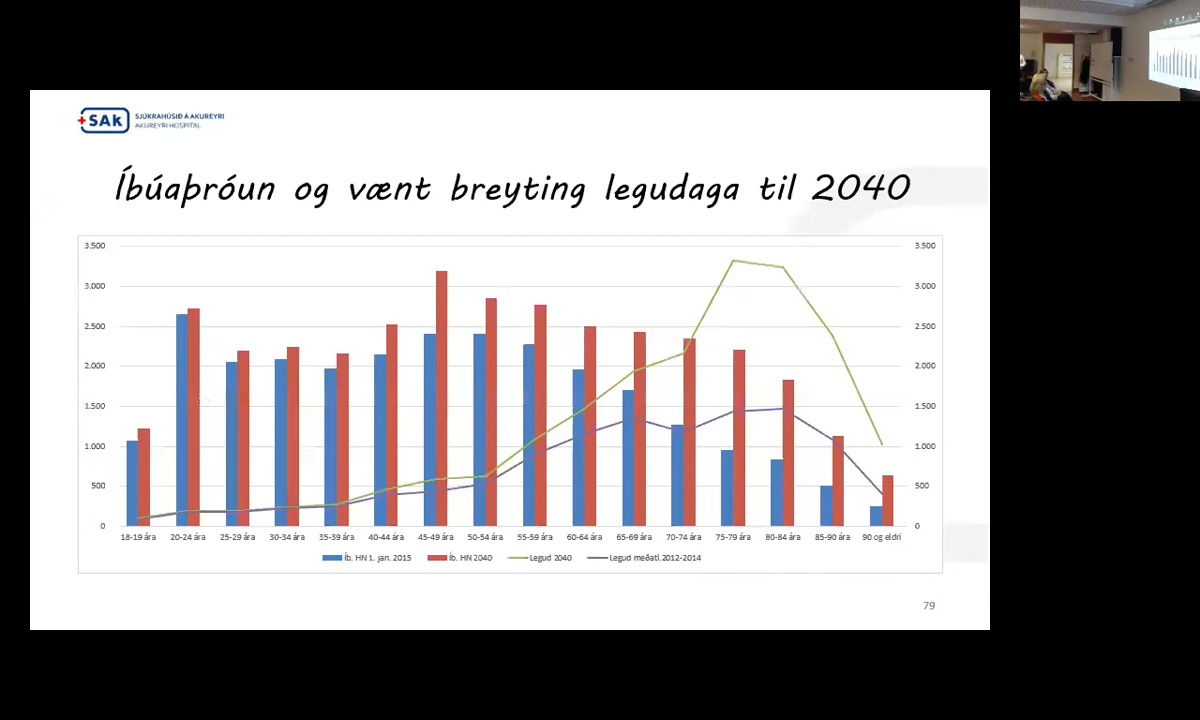 SAk SJÚKRAHÚSIÐ Á AKUREYRI
AKUREYRI HOSPITAL
Íbúaþróun og vænt breyting legudaga til 2040
3.500 3.500
3.000 3.000
2.500 2.500
2.000 2.000
1.500 1.500
1.000 1.000
500 500
0 0
18-19 ára 20-24 ára 25-29 ára 30-34 ára 35-39 ára 40-44 ára 45-49 ára 50-54 ára 55-59 ára 60-64 ára 65-69 ára 70-74 ára 75-79 ára 80-84 ára 85-90 ára 90 og eldri
Íb. HN 1. jan. 2015 Íb. HN 2040 Legud 2040 Legud meðatl. 2012-2014
79